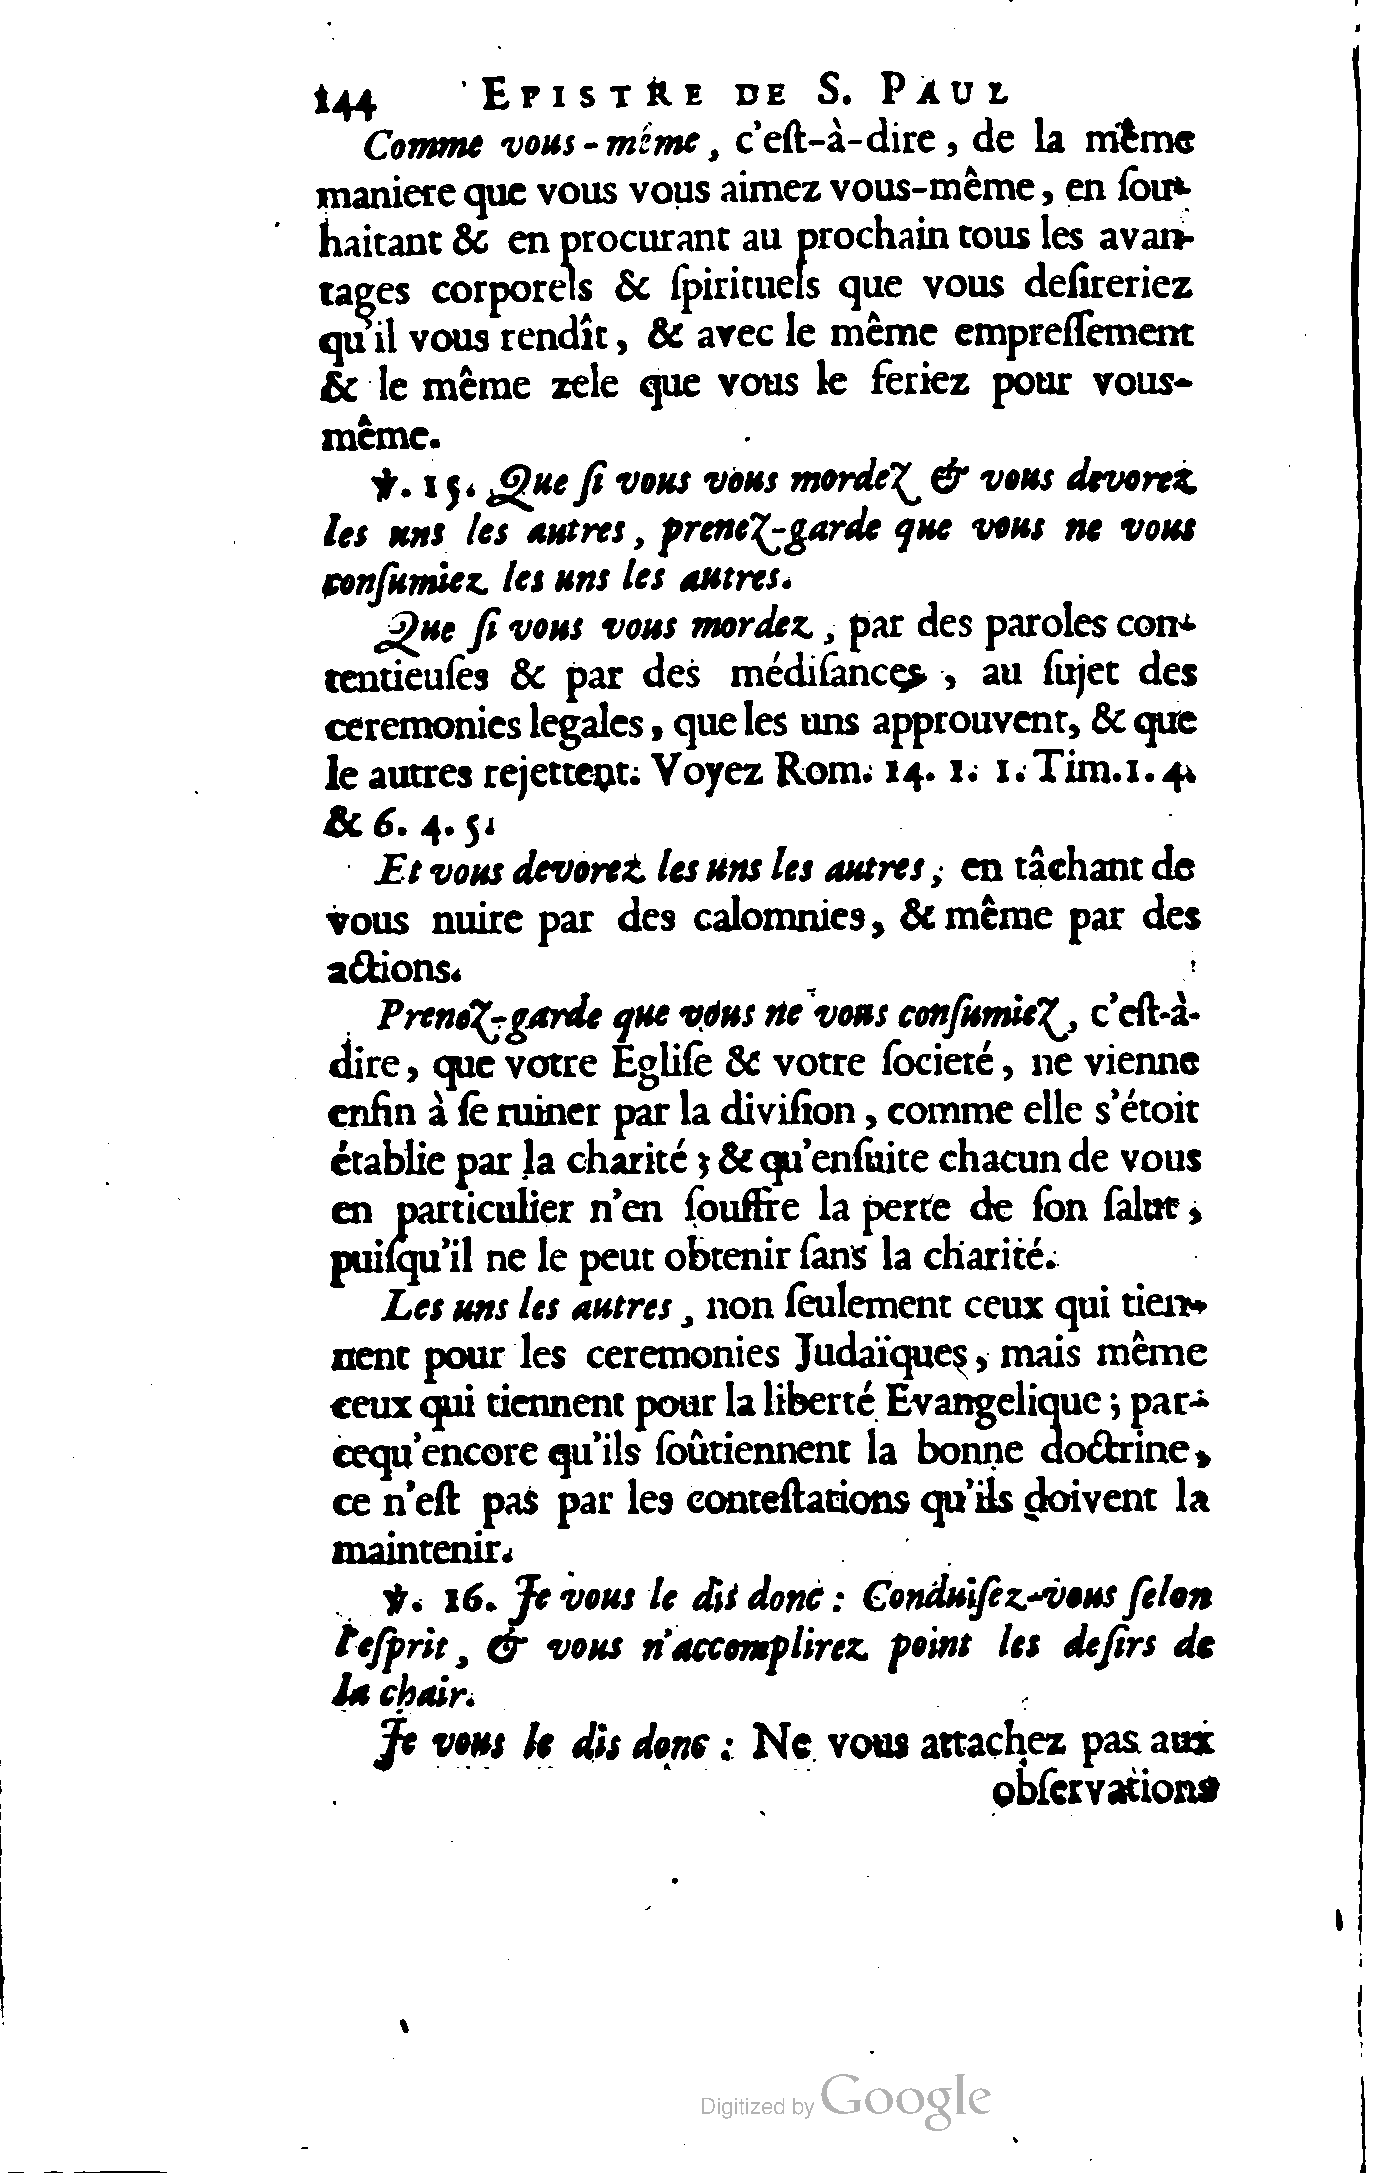 144 EPISTRE DE S. PAUL
Comme vous-même, c'eſt-à-dire, de la même
maniere que vous vous aimez vous-même, en ſou-
haitant & en procurant au prochain tous les avan-
tages corporels & ſpirituels que vous deſireriez
qu'il vous rendît, & avec le même empreſſement
& le même zele que vous le feriez pour vous-
même.
℣. 15. Que ſi vous vous mordez & vous devorez
les uns les autres, prenez-garde que vous ne vous
conſumiez les uns les autres.
Que ſi vous vous mordez, par des paroles con-
tentieuſes & par des médiſances, au ſujet des
ceremonies legales, que les uns approuvent, & que
le autres rejettent. Voyez Rom. 14. 1. 1. Tim. 1. 4.
& 6. 4. 5.
Et vous devorez les uns les autres, en tâchant de
vous nuire par des calomnies, & même par des
actions.
Prenez-garde que vous ne vous conſumiez, c'eſt-à-
dire, que votre Egliſe & votre ſocieté, ne vienne
enfin à ſe ruiner par la diviſion, comme elle s'étoit
établie par la charité; & qu'enſuite chacun de vous
en particulier n'en ſouffre la perte de ſon ſalut,
puiſqu'il ne le peut obtenir ſans la charité.
Les uns les autres, non ſeulement ceux qui tien-
nent pour les ceremonies Judaïques, mais même
ceux qui tiennent pour la liberté Evangelique; par-
cequ'encore qu'ils ſoûtiennent la bonne doctrine,
ce n'eſt pas par les conteſtations qu'ils doivent la
maintenir.
℣. 16. Je vous le dis donc: Conduiſez-vous ſelon
l'eſprit, & vous n'accomplirez point les deſirs de
la chair.
Je vous le dis donc: Ne vous attachez pas aux
obſervations
Digitized by Google